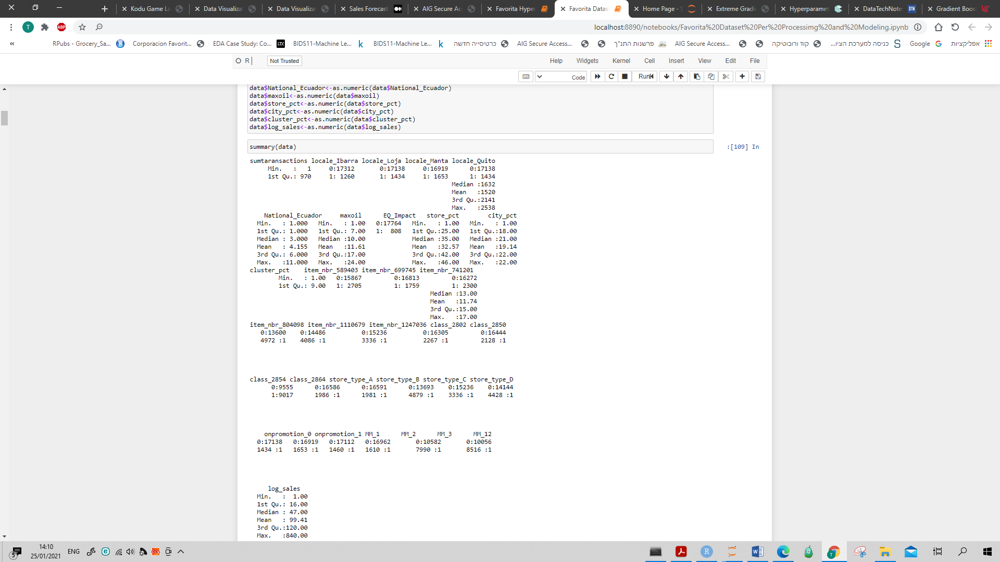 Kodu Game La
Data Visualizat
Data Visualizat
Sales Forecast
AIG Secure Ac
Favorita Hyper
Favorita Datas
Home Page - S
Extreme Gradi
Hyperparamet
DataTechNote
Gradient Boos
localhost:8890/notebooks/Favorita%20Dataset%20Per%20Processimg%20and%20Modeling.ipynb
RPubs - Grocery_Sa...
Corporacion Favorit...
EDA Case Study: Co...
BIDS11-Machine Le...
BIDS11-Machine Le...
כרטיסייה חדשה
AIG Secure Access...
פרשנות התנ"ך
AIG Secure Access...
קוד ורובוטיקה
כניסה למערכת הציו...
Google
אפליקציות
R Not Trusted Help Widgets Kernel Cell Insert View Edit File
Code Run
data$National_Ecuador<-as.numeric(data$National_Ecuador)
data$maxoil<-as.numeric(data$maxoil)
data$store_pct<-as.numeric(data$store_pct)
data$city_pct<-as.numeric(data$city_pct)
data$cluster_pct<-as.numeric(data$cluster_pct)
data$log_sales<-as.numeric(data$log_sales)
summary(data) :[109] In
sumtaransactions locale_Ibarra locale_Loja locale_Manta locale_Quito
Min. : 1 0:17312 0:17138 0:16919 0:17138
1st Qu.: 970 1: 1260 1: 1434 1: 1653 1: 1434
Median :1632
Mean :1520
3rd Qu.:2141
Max. :2538
National_Ecuador maxoil EQ_Impact store_pct city_pct
Min. : 1.000 Min. : 1.00 0:17764 Min. : 1.00 Min. : 1.00
1st Qu.: 1.000 1st Qu.: 7.00 1: 808 1st Qu.:25.00 1st Qu.:18.00
Median : 3.000 Median :10.00 Median :35.00 Median :21.00
Mean : 4.155 Mean :11.61 Mean :32.57 Mean :19.14
3rd Qu.: 6.000 3rd Qu.:17.00 3rd Qu.:42.00 3rd Qu.:22.00
Max. :11.000 Max. :24.00 Max. :46.00 Max. :22.00
cluster_pct item_nbr_589403 item_nbr_699745 item_nbr_741201
Min. : 1.00 0:15867 0:16813 0:16272
1st Qu.: 9.00 1: 2705 1: 1759 1: 2300
Median :13.00
Mean :11.74
3rd Qu.:15.00
Max. :17.00
item_nbr_804098 item_nbr_1110679 item_nbr_1247036 class_2802 class_2850
0:13600 0:14486 0:15236 0:16305 0:16444
4972 :1 4086 :1 3336 :1 2267 :1 2128 :1
class_2854 class_2864 store_type_A store_type_B store_type_C store_type_D
0:9555 0:16586 0:16591 0:13693 0:15236 0:14144
1:9017 1986 :1 1981 :1 4879 :1 3336 :1 4428 :1
onpromotion_0 onpromotion_1 MM_1 MM_2 MM_3 MM_12
0:17138 0:16919 0:17112 0:16962 0:10582 0:10056
1434 :1 1653 :1 1460 :1 1610 :1 7990 :1 8516 :1
log_sales
Min. : 1.00
1st Qu.: 16.00
Median : 47.00
Mean : 99.41
3rd Qu.:120.00
Max. :840.00
14:10
25/01/2021
ENG